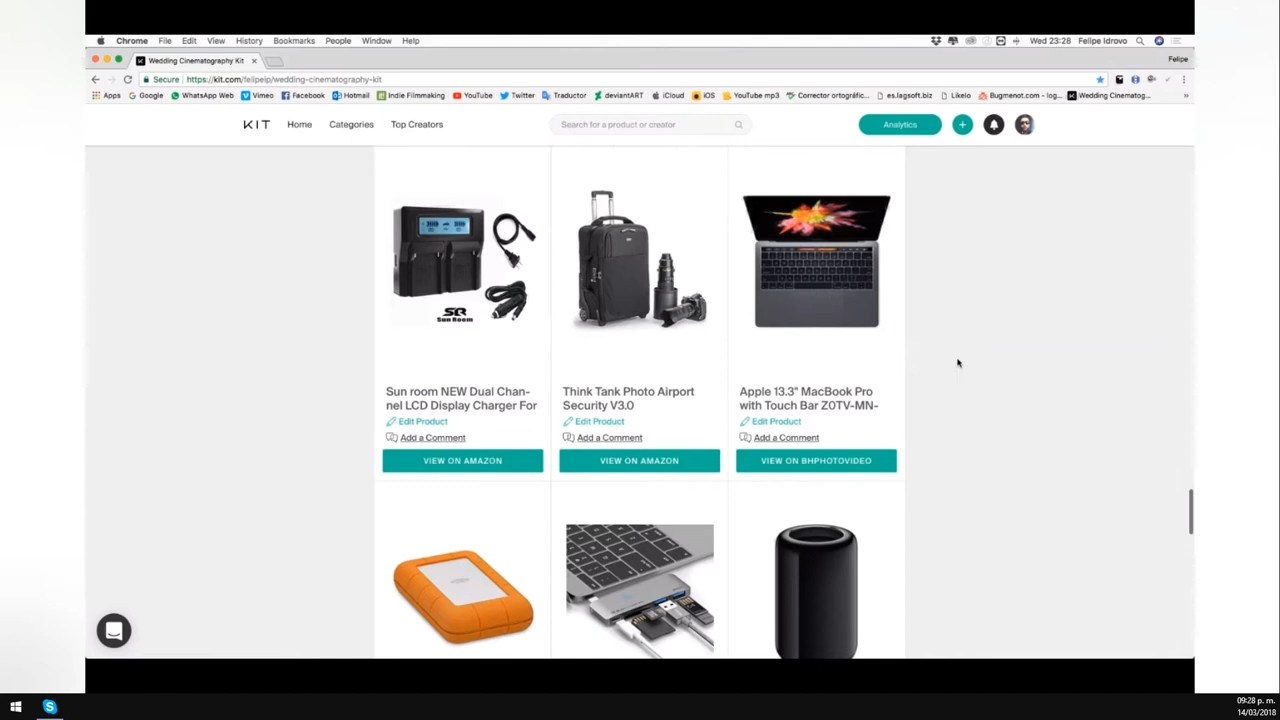 Chrome File Edit View History Bookmarks People Window Help Wed 23:28 Felipe Idrovo
Wedding Cinematography Kit Felipe
Secure https://kit.com/felipeip/wedding-cinematography-kit
Apps Google WhatsApp Web Vimeo Facebook Hotmail Indie Filmmaking YouTube Twitter Traductor deviantART iCloud iOS YouTube mp3 Corrector ortográfic... es.lagsoft.biz Likelo Bugmenot.com - log... Wedding Cinematog...
KIT Home Categories Top Creators Search for a product or creator Analytics
SR
Sun Room
Sun room NEW Dual Chan-
nel LCD Display Charger For
Edit Product
Add a Comment
VIEW ON AMAZON
Think Tank Photo Airport
Security V3.0
Edit Product
Add a Comment
VIEW ON AMAZON
Apple 13.3" MacBook Pro
with Touch Bar Z0TV-MN-
Edit Product
Add a Comment
VIEW ON BHPHOTOVIDEO
09:28 p. m.
14/03/2018